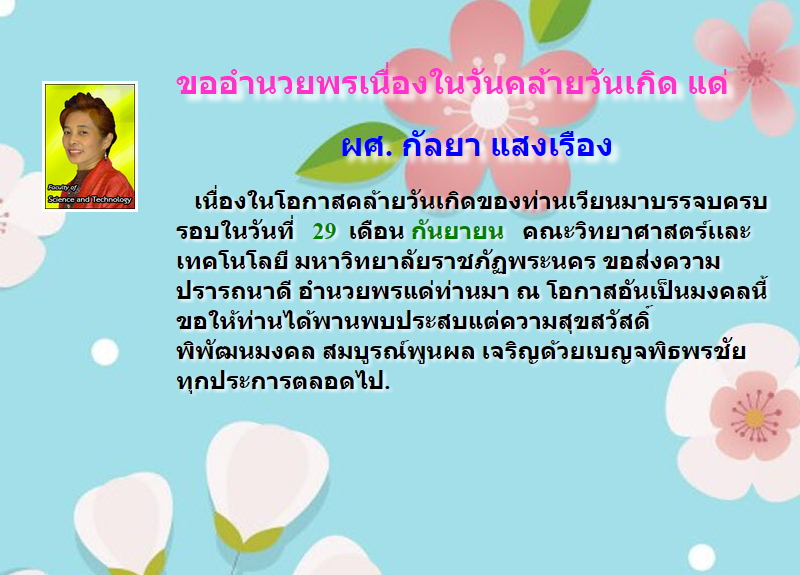 ขออำนวยพรเนื่องในวันคล้ายวันเกิด แด่
ผศ. กัลยา แสงเรือง
Faculty of
Science and Technology
เนื่องในโอกาสคล้ายวันเกิดของท่านเวียนมาบรรจบครบ
รอบในวันที่ 29 เดือน กันยายน คณะวิทยาศาสตร์และ
เทคโนโลยี มหาวิทยาลัยราชภัฏพระนคร ขอส่งความ
ปรารถนาดี อำนวยพรแด่ท่านมา ณ โอกาสอันเป็นมงคลนี้
ขอให้ท่านได้พานพบประสบแต่ความสุขสวัสดิ์
พิพัฒนมงคล สมบูรณ์พูนผล เจริญด้วยเบญจพิธพรชัย
ทุกประการตลอดไป.